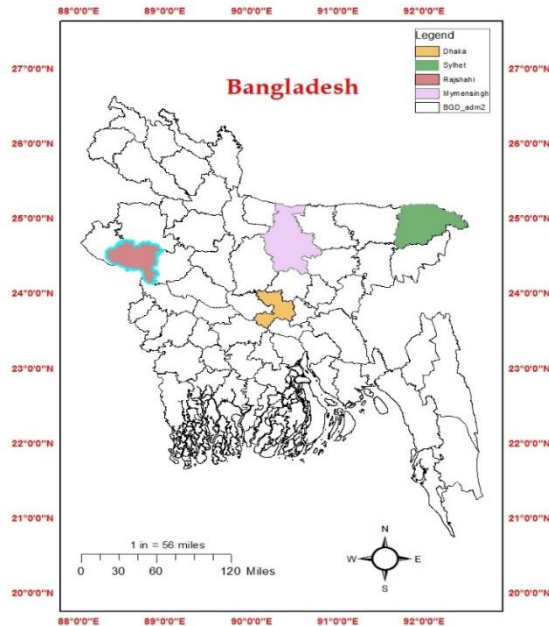 88°0'0"E 89°0'0"E 90°0'0"E 91°0'0"E 92°0'0"E
Legend
Dhaka
Sylhet
Rajshahi
Mymensingh
BGD_adm2
Bangladesh
27°0'0"N 27°0'0"N
26°0'0"N 26°0'0"N
25°0'0"N 25°0'0"N
24°0'0"N 24°0'0"N
23°0'0"N 23°0'0"N
22°0'0"N 22°0'0"N
21°0'0"N 21°0'0"N
20°0'0"N 20°0'0"N
1 in = 56 miles
0 30 60 120 Miles
N
W E
S
88°0'0"E 89°0'0"E 90°0'0"E 91°0'0"E 92°0'0"E